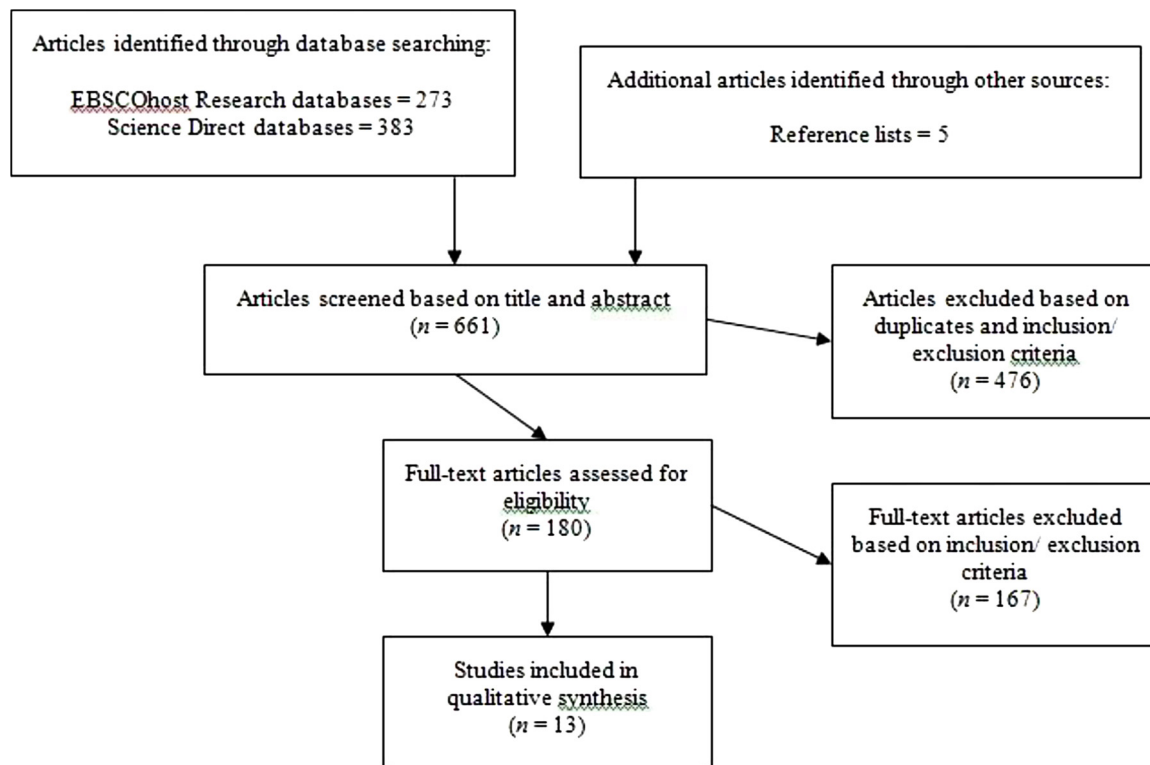 Articles identified through database searching:
EBSCOhost Research databases = 273
Science Direct databases = 383
Additional articles identified through other sources:
Reference lists = 5
Articles screened based on title and abstract
(n = 661)
Articles excluded based on
duplicates and inclusion/
exclusion criteria
(n = 476)
Full-text articles assessed for
eligibility
(n = 180)
Full-text articles excluded
based on inclusion/ exclusion
criteria
(n = 167)
Studies included in
qualitative synthesis
(n = 13)